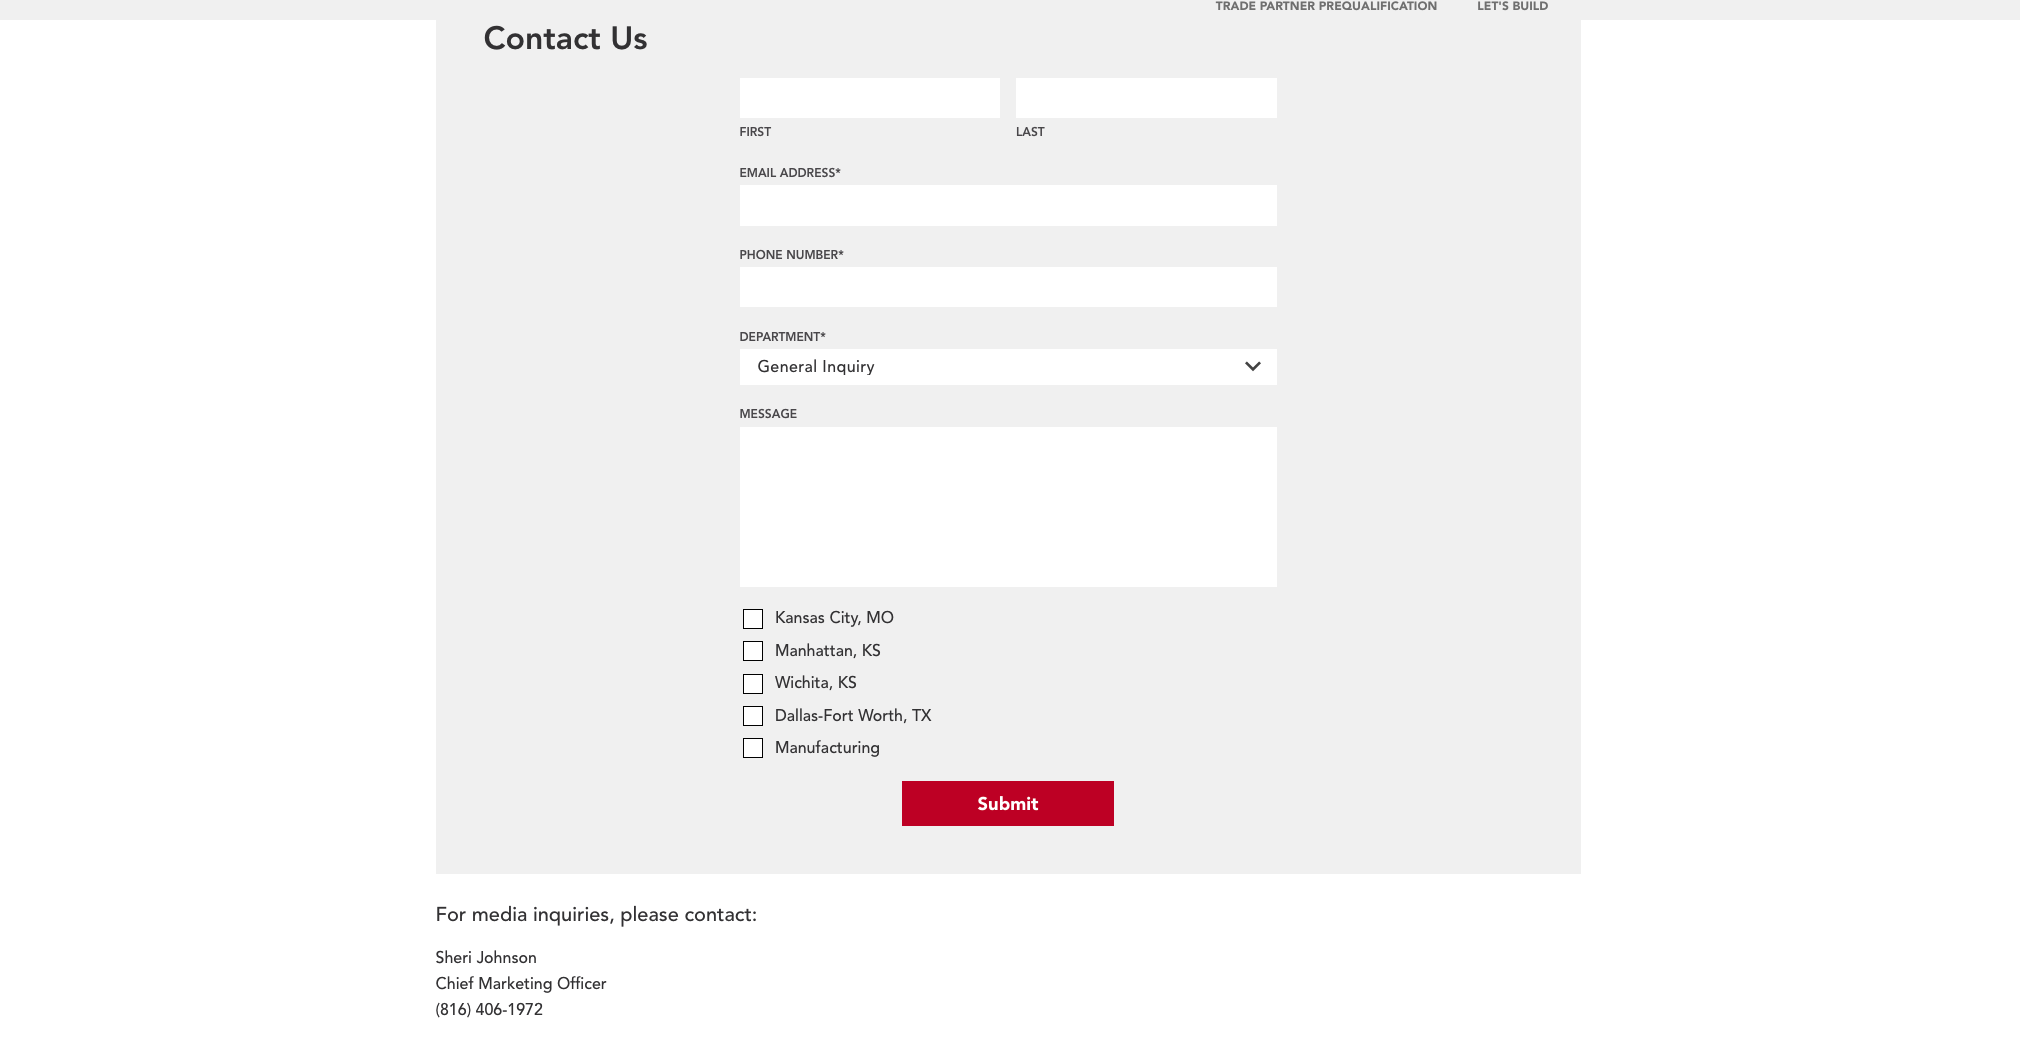 TRADE PARTNER PREQUALIFICATION LET'S BUILD
Contact Us
FIRST LAST
EMAIL ADDRESS*
PHONE NUMBER*
DEPARTMENT*
General Inquiry
MESSAGE
Kansas City, MO
Manhattan, KS
Wichita, KS
Dallas-Fort Worth, TX
Manufacturing
Submit
For media inquiries, please contact:
Sheri Johnson
Chief Marketing Officer
(816) 406-1972